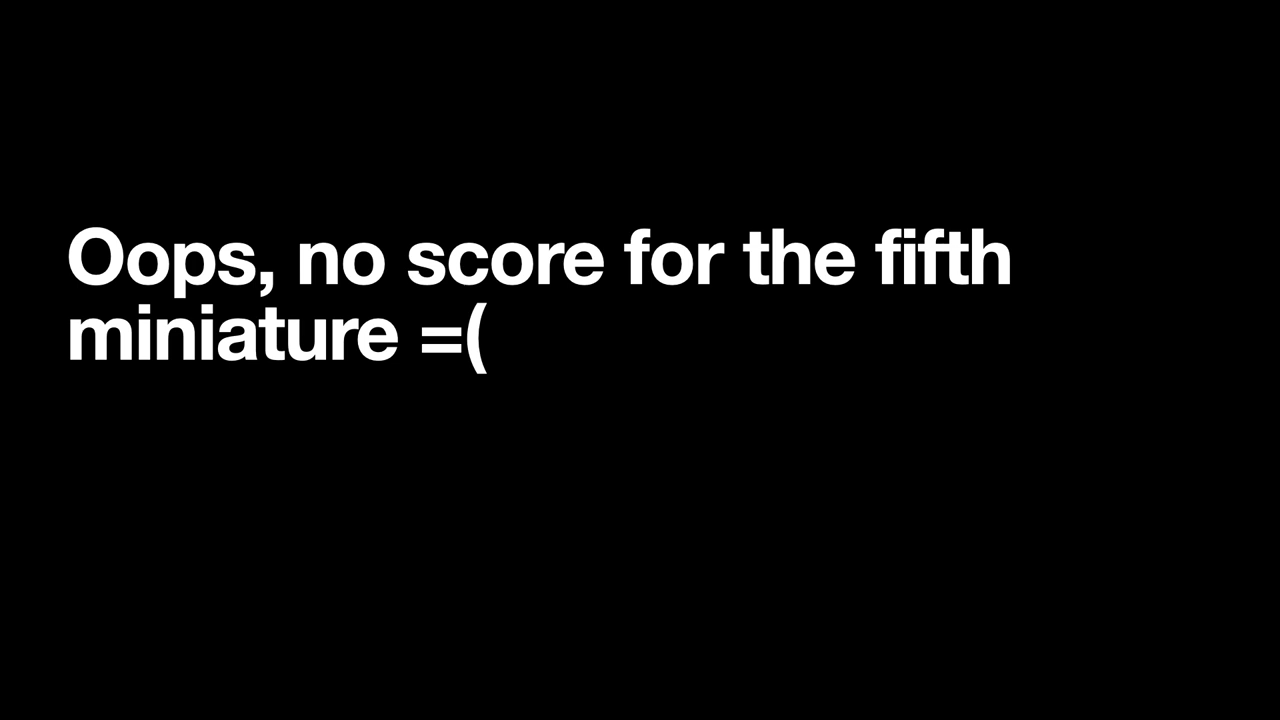 Oops, no score for the fifth
miniature =(